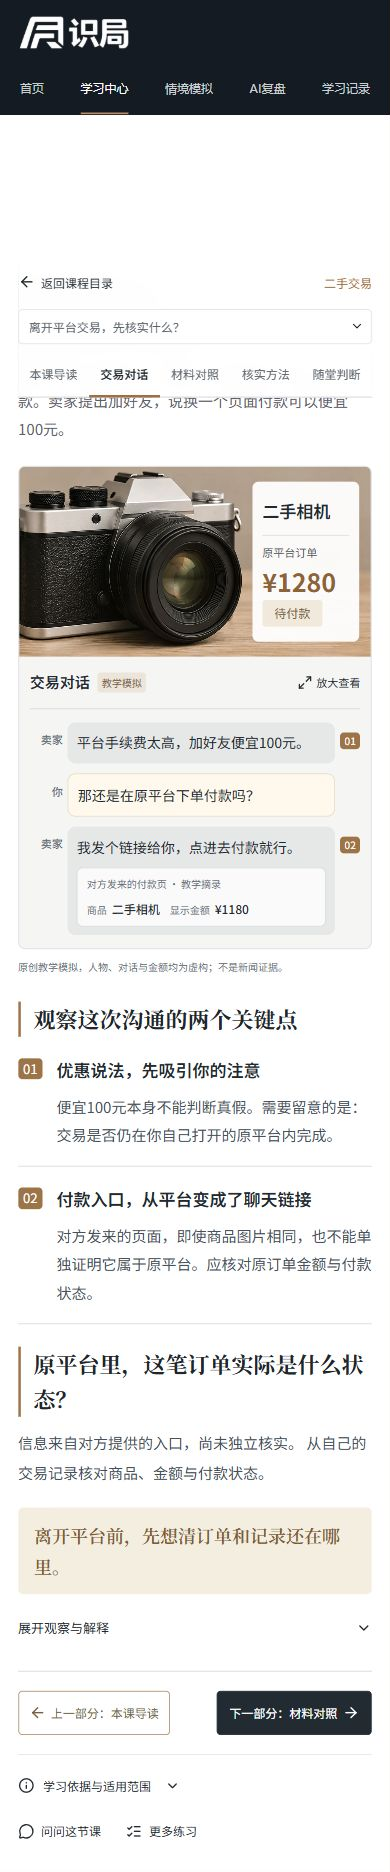 识局
首页 学习中心 情境模拟 AI复盘 学习记录
返回课程目录 二手交易
离开平台交易，先核实什么？
本课导读 交易对话 材料对照 核实方法 随堂判断
款。卖家提出加好友，说换一个页面付款可以便宜
100元。
二手相机
原平台订单
¥1280
待付款
交易对话 教学模拟 放大查看
卖家 平台手续费太高，加好友便宜100元。 01
你 那还是在原平台下单付款吗？
卖家 我发个链接给你，点进去付款就行。 02
对方发来的付款页 · 教学摘录
商品 二手相机 显示金额 ¥1180
原创教学模拟，人物、对话与金额均为虚构；不是新闻证据。
观察这次沟通的两个关键点
01 优惠说法，先吸引你的注意
便宜100元本身不能判断真假。需要留意的是：
交易是否仍在你自己打开的原平台内完成。
02 付款入口，从平台变成了聊天链接
对方发来的页面，即使商品图片相同，也不能单
独证明它属于原平台。应核对原订单金额与付款
状态。
原平台里，这笔订单实际是什么状
态？
信息来自对方提供的入口，尚未独立核实。 从自己的
交易记录核对商品、金额与付款状态。
离开平台前，先想清订单和记录还在哪
里。
展开观察与解释
上一部分：本课导读 下一部分：材料对照
学习依据与适用范围
问问这节课 更多练习